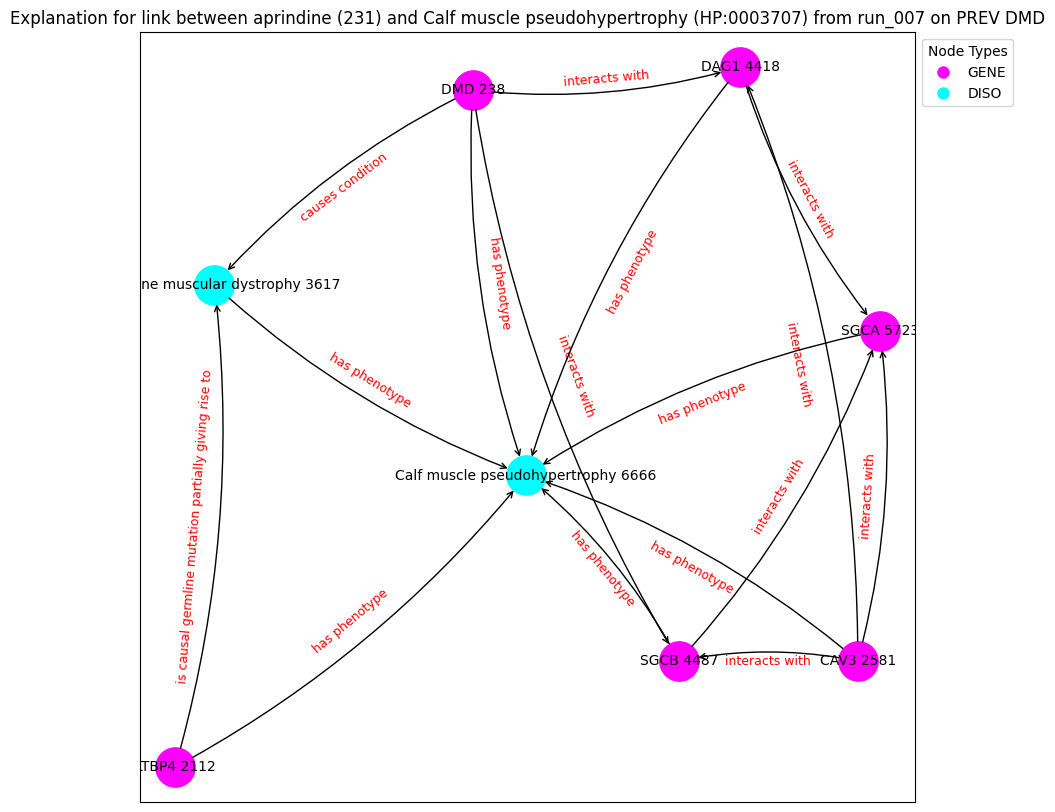 Explanation for link between aprindine (231) and Calf muscle pseudohypertrophy (HP:0003707) from run_007 on PREV DMD
Node Types
GENE
DISO
DAG1 4418
interacts with
DMD 238
causes condition
interacts with
has phenotype
has phenotype
ne muscular dystrophy 3617
interacts with
SGCA 5723
interacts with
has phenotype
has phenotype
is causal germline mutation partially giving rise to
Calf muscle pseudohypertrophy 6666
interacts with
interacts with
has phenotype
has phenotype
has phenotype
SGCB 4487
interacts with
CAV3 2581
TBP4 2112